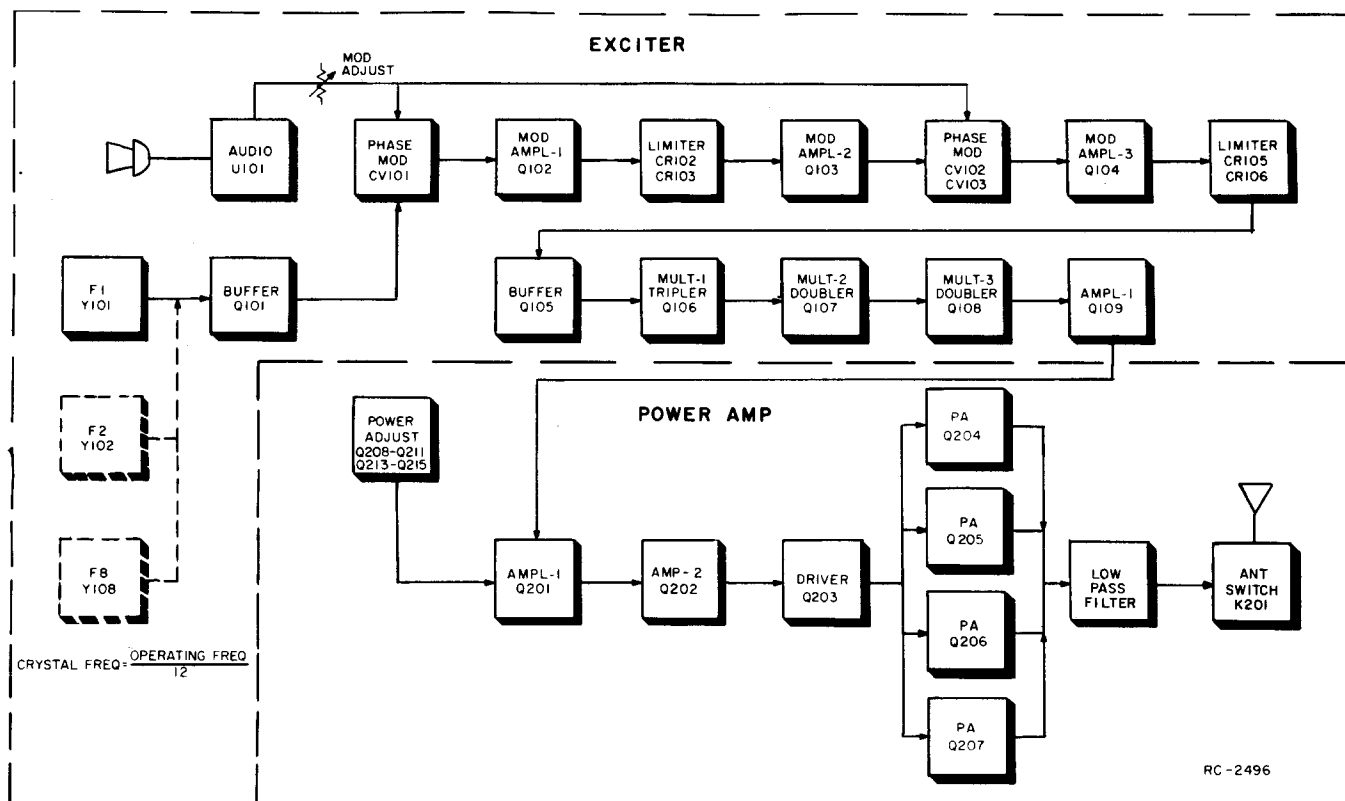 EXCITER
MOD
ADJUST
AUDIO
U101
PHASE
MOD
CV101
MOD
AMPL-1
Q102
LIMITER
CR102
CR103
MOD
AMPL-2
Q103
PHASE
MOD
CV102
CV103
MOD
AMPL-3
Q104
LIMITER
CR105
CR106
F1
Y101
BUFFER
Q101
BUFFER
Q105
MULT-1
TRIPLER
Q106
MULT-2
DOUBLER
Q107
MULT-3
DOUBLER
Q108
AMPL-1
Q109
F2
Y102
F8
Y108
CRYSTAL FREQ=OPERATING FREQ
12
POWER AMP
POWER
ADJUST
Q208-Q211
Q213-Q215
AMPL-1
Q201
AMP-2
Q202
DRIVER
Q203
PA
Q204
PA
Q205
PA
Q206
PA
Q207
LOW
PASS
FILTER
ANT
SWITCH
K201
RC-2496